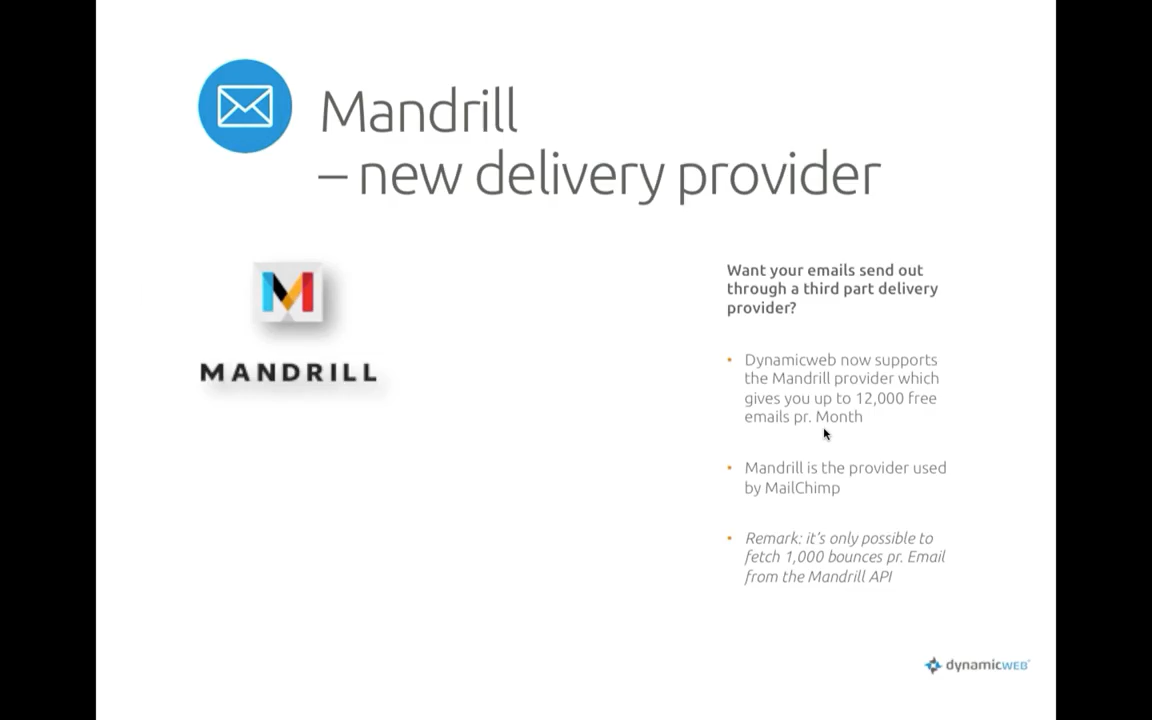 Mandrill
– new delivery provider
MANDRILL
Want your emails send out
through a third part delivery
provider?
• Dynamicweb now supports
the Mandrill provider which
gives you up to 12,000 free
emails pr. Month
• Mandrill is the provider used
by MailChimp
• Remark: it's only possible to
fetch 1,000 bounces pr. Email
from the Mandrill API
dynamicWEB